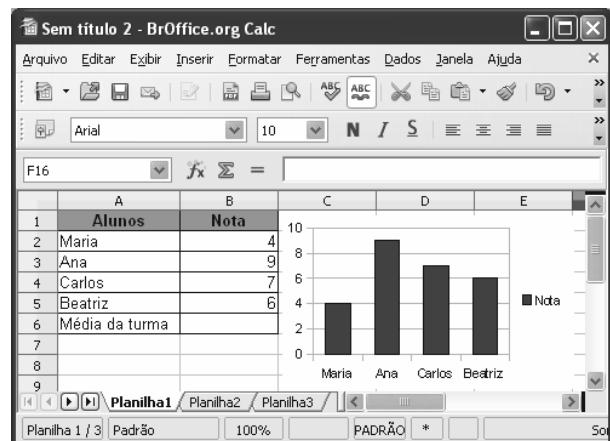 Sem título 2 - BrOffice.org Calc
Arquivo Editar Exibir Inserir Formatar Ferramentas Dados Janela Ajuda
ABC ABC
Arial 10 N I S
F16 fx Σ =
A B C D E
1 Alunos Nota
2 Maria 4
3 Ana 9
4 Carlos 7
5 Beatriz 6
6 Média da turma
7
8
9
10
8
6
4
2
0
Maria Ana Carlos Beatriz
Nota
Planilha1 Planilha2 Planilha3
Planilha 1 / 3 Padrão 100% PADRÃO *